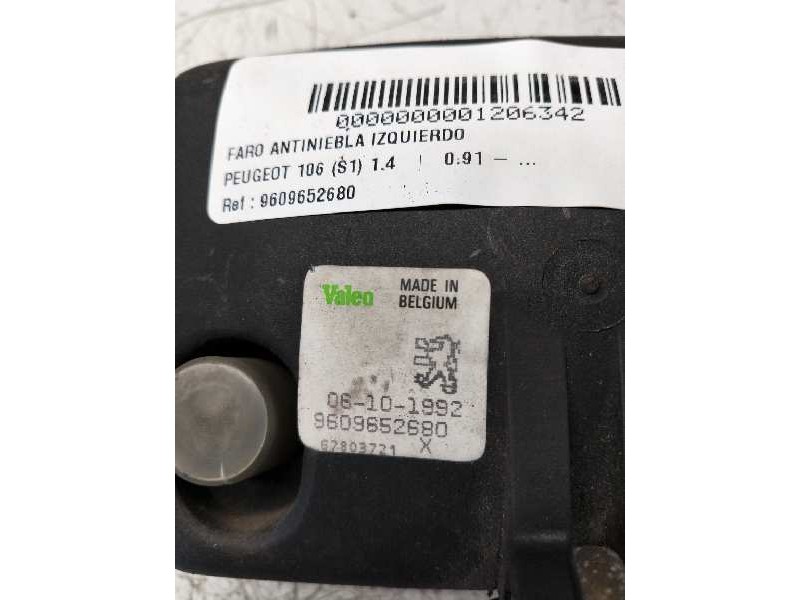 0000000001206342
FARO ANTINIEBLA IZQUIERDO
PEUGEOT 106 (S1) 1.4 | 0.91 - ...
Ref : 9609652680
Valeo
MADE IN
BELGIUM
06-10-1992
9609652680
67803721 X